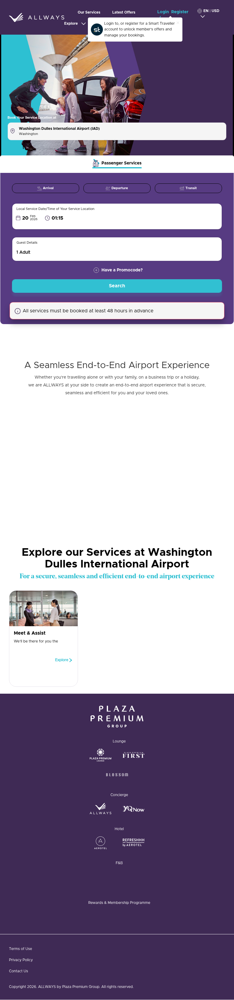 ALLWAYS
Our Services
Latest Offers
Login Register
/
EN | USD
Explore
st
Login to, or register for a Smart Traveller
account to unlock member's offers and
manage your bookings.
Book Your Service Location at
Washington Dulles International Airport (IAD)
Washington
Passenger Services
Arrival
Departure
Transit
Local Service Date/Time of Your Service Location
20 Feb 2026 01:15
Guest Details
1 Adult
Have a Promocode?
Search
All services must be booked at least 48 hours in advance
A Seamless End-to-End Airport Experience
Whether you're travelling alone or with your family, on a business trip or a holiday,
we are ALLWAYS at your side to create an end-to-end airport experience that is secure,
seamless and efficient for you and your loved ones.
Explore our Services at Washington
Dulles International Airport
For a secure, seamless and efficient end-to-end airport experience
Meet & Assist
We'll be there for you the
Explore
PLAZA
PREMIUM
GROUP
Lounge
PLAZA PREMIUM
LOUNGE
PLAZA PREMIUM
FIRST
BLOSSOM
Concierge
ALLWAYS
YQNow
Hotel
AEROTEL
REFRESHHH
by AEROTEL
F&B
Rewards & Membership Programme
Terms of Use
Privacy Policy
Contact Us
Copyright 2026. ALLWAYS by Plaza Premium Group. All rights reserved.